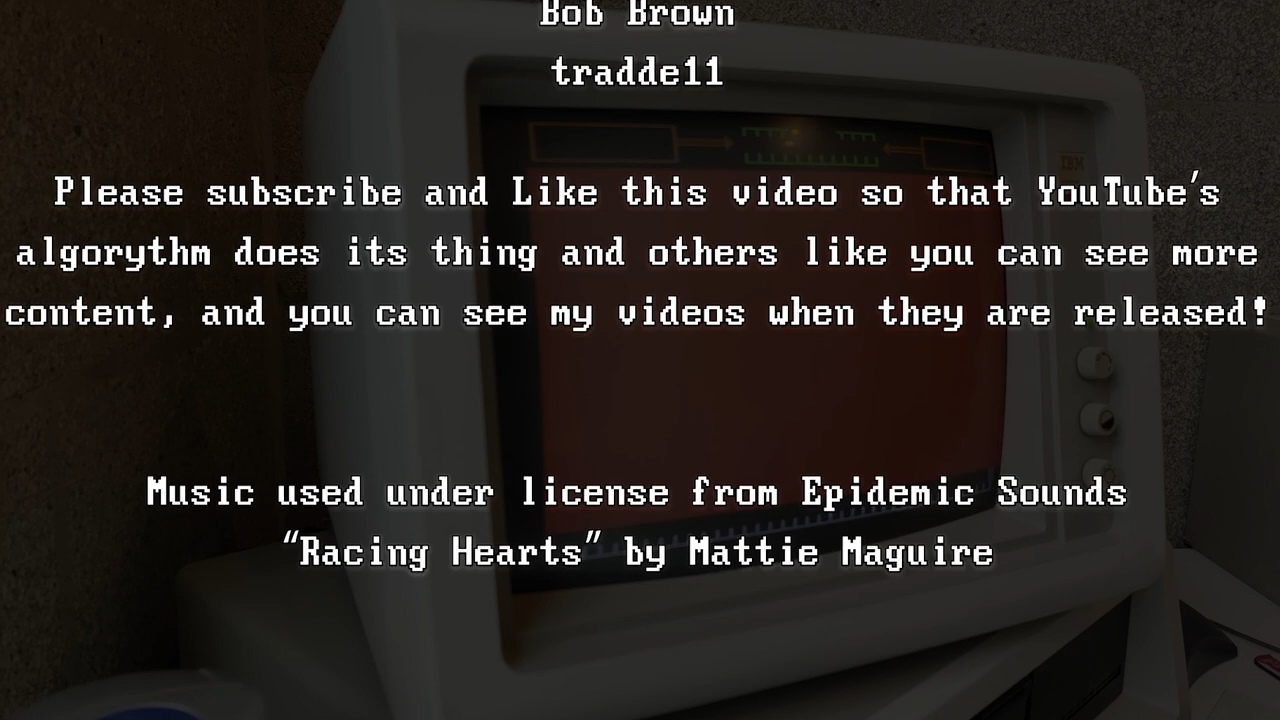 Bob Brown
tradde11
Please subscribe and Like this video so that YouTube's
algorythm does its thing and others like you can see more
content, and you can see my videos when they are released!
Music used under license from Epidemic Sounds
“Racing Hearts” by Mattie Maguire
IBM